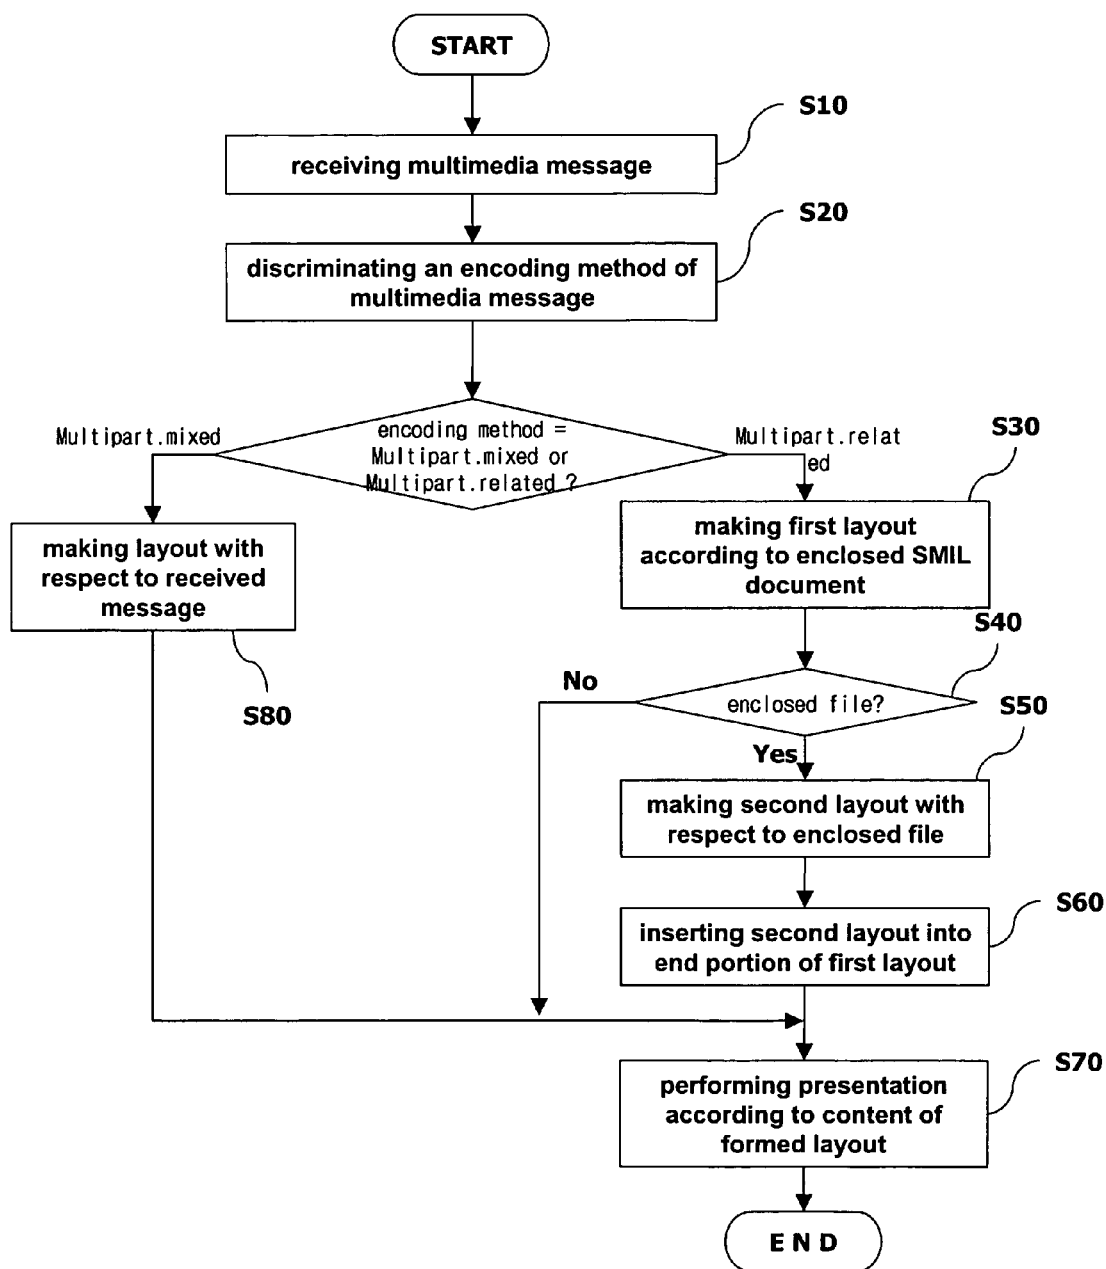 START
S10
receiving multimedia message
S20
discriminating an encoding method of
multimedia message
Multipart.mixed
encoding method =
Multipart.mixed or
Multipart.related ?
Multipart.relat
ed
S30
making first layout
according to enclosed SMIL
document
making layout with
respect to received
message
S80
S40
enclosed file?
No
Yes
S50
making second layout with
respect to enclosed file
S60
inserting second layout into
end portion of first layout
S70
performing presentation
according to content of
formed layout
E N D